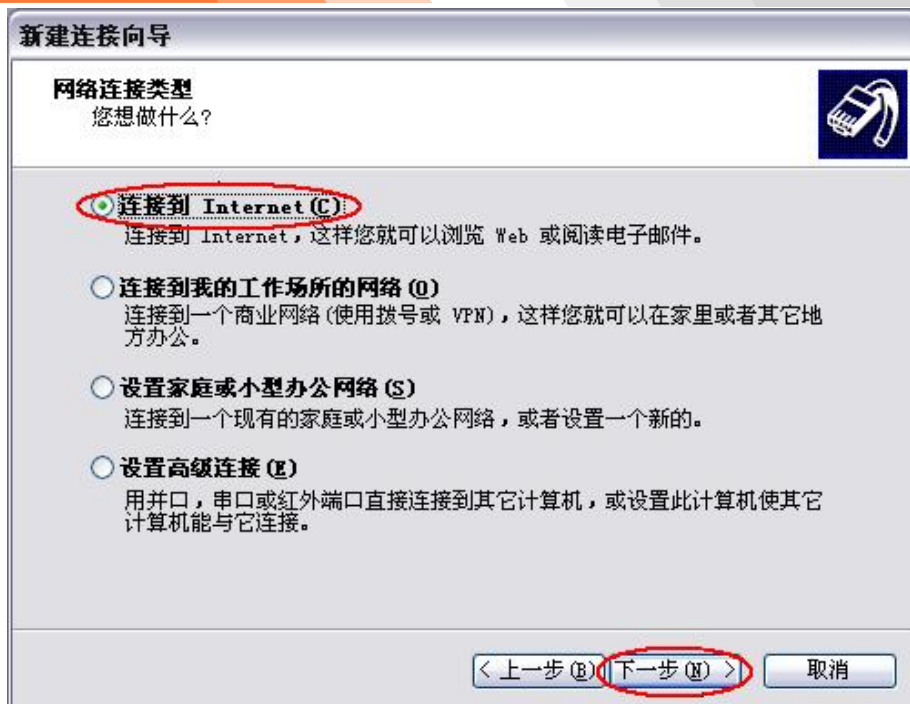 新建连接向导
网络连接类型
您想做什么?
连接到 Internet(C)
连接到 Internet,这样您就可以浏览 Web 或阅读电子邮件。
连接到我的工作场所的网络(O)
连接到一个商业网络(使用拨号或 VPN),这样您就可以在家里或者其它地
方办公。
设置家庭或小型办公网络(S)
连接到一个现有的家庭或小型办公网络,或者设置一个新的。
设置高级连接(E)
用并口,串口或红外端口直接连接到其它计算机,或设置此计算机使其它
计算机能与它连接。
< 上一步(B) 下一步(N) > 取消